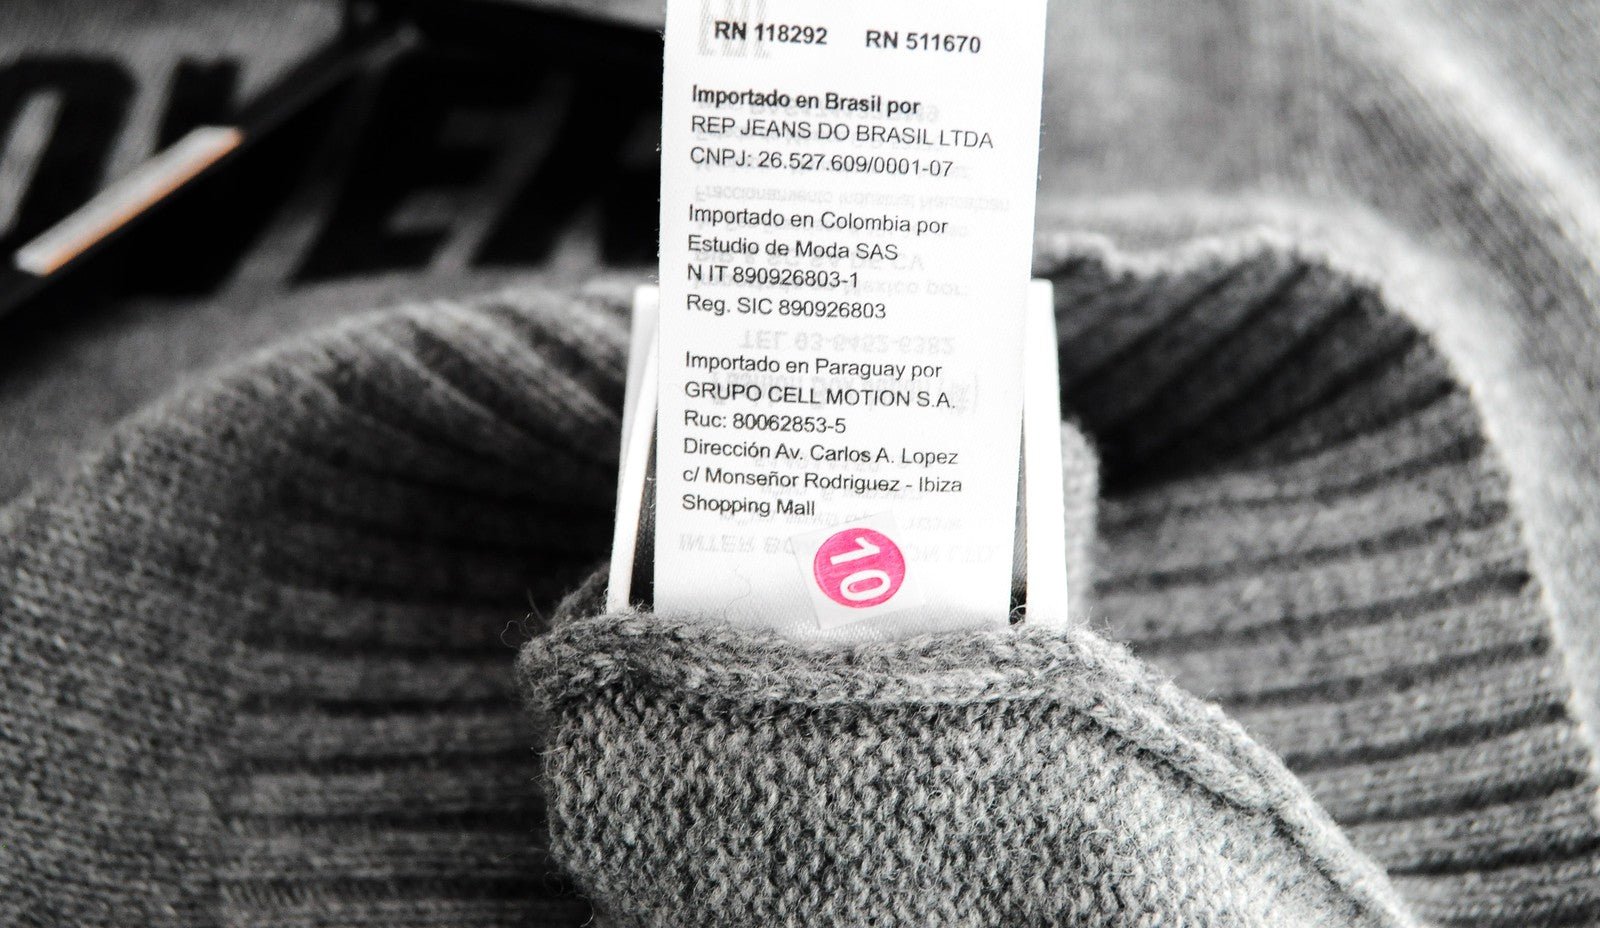 RN 118292 RN 511670
Importado en Brasil por
REP JEANS DO BRASIL LTDA
CNPJ: 26.527.609/0001-07
Importado en Colombia por
Estudio de Moda SAS
N IT 890926803-1
Reg. SIC 890926803
Importado en Paraguay por
GRUPO CELL MOTION S.A.
Ruc: 80062853-5
Dirección Av. Carlos A. Lopez
c/ Monseñor Rodriguez - Ibiza
Shopping Mall
10